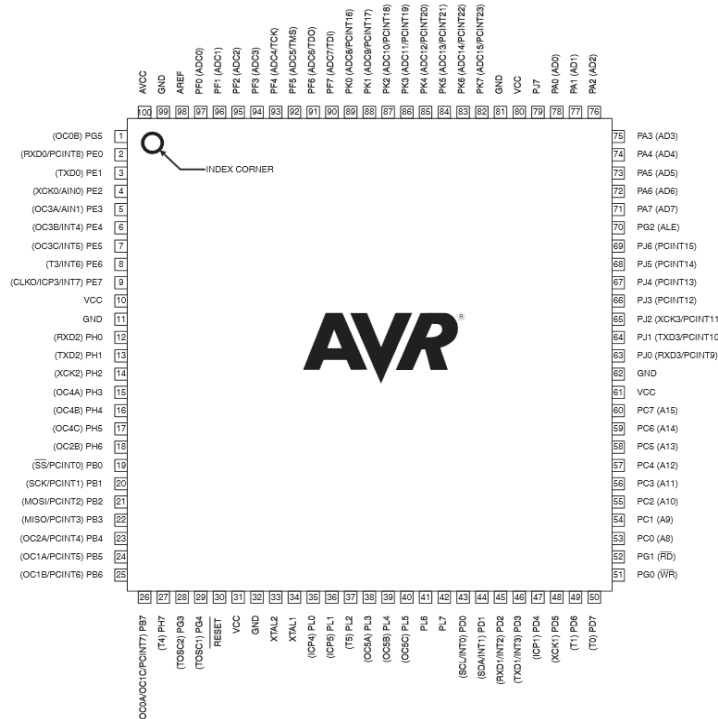 AVCC
GND
AREF
PF0 (ADC0)
PF1 (ADC1)
PF2 (ADC2)
PF3 (ADC3)
PF4 (ADC4/TCK)
PF5 (ADC5/TMS)
PF6 (ADC6/TDO)
PF7 (ADC7/TDI)
PK0 (ADC8/PCINT16)
PK1 (ADC9/PCINT17)
PK2 (ADC10/PCINT18)
PK3 (ADC11/PCINT19)
PK4 (ADC12/PCINT20)
PK5 (ADC13/PCINT21)
PK6 (ADC14/PCINT22)
PK7 (ADC15/PCINT23)
GND
VCC
PJ7
PA0 (AD0)
PA1 (AD1)
PA2 (AD2)
100 99 98 97 96 95 94 93 92 91 90 89 88 87 86 85 84 83 82 81 80 79 78 77 76
(OC0B) PG5 1
(RXD0/PCINT8) PE0 2
(TXD0) PE1 3
(XCK0/AIN0) PE2 4
(OC3A/AIN1) PE3 5
(OC3B/INT4) PE4 6
(OC3C/INT5) PE5 7
(T3/INT6) PE6 8
(CLKO/ICP3/INT7) PE7 9
VCC 10
GND 11
(RXD2) PH0 12
(TXD2) PH1 13
(XCK2) PH2 14
(OC4A) PH3 15
(OC4B) PH4 16
(OC4C) PH5 17
(OC2B) PH6 18
(SS/PCINT0) PB0 19
(SCK/PCINT1) PB1 20
(MOSI/PCINT2) PB2 21
(MISO/PCINT3) PB3 22
(OC2A/PCINT4) PB4 23
(OC1A/PCINT5) PB5 24
(OC1B/PCINT6) PB6 25
INDEX CORNER
AVR®
75 PA3 (AD3)
74 PA4 (AD4)
73 PA5 (AD5)
72 PA6 (AD6)
71 PA7 (AD7)
70 PG2 (ALE)
69 PJ6 (PCINT15)
68 PJ5 (PCINT14)
67 PJ4 (PCINT13)
66 PJ3 (PCINT12)
65 PJ2 (XCK3/PCINT11
64 PJ1 (TXD3/PCINT10
63 PJ0 (RXD3/PCINT9)
62 GND
61 VCC
60 PC7 (A15)
59 PC6 (A14)
58 PC5 (A13)
57 PC4 (A12)
56 PC3 (A11)
55 PC2 (A10)
54 PC1 (A9)
53 PC0 (A8)
52 PG1 (RD)
51 PG0 (WR)
26 27 28 29 30 31 32 33 34 35 36 37 38 39 40 41 42 43 44 45 46 47 48 49 50
OC0A/OC1C/PCINT7) PB7
(T4) PH7
(TOSC2) PG3
(TOSC1) PG4
RESET
VCC
GND
XTAL2
XTAL1
(ICP4) PL0
(ICP5) PL1
(T5) PL2
(OC5A) PL3
(OC5B) PL4
(OC5C) PL5
PL6
PL7
(SCL/INT0) PD0
(SDA/INT1) PD1
(RXD1/INT2) PD2
(TXD1/INT3) PD3
(ICP1) PD4
(XCK1) PD5
(T1) PD6
(T0) PD7